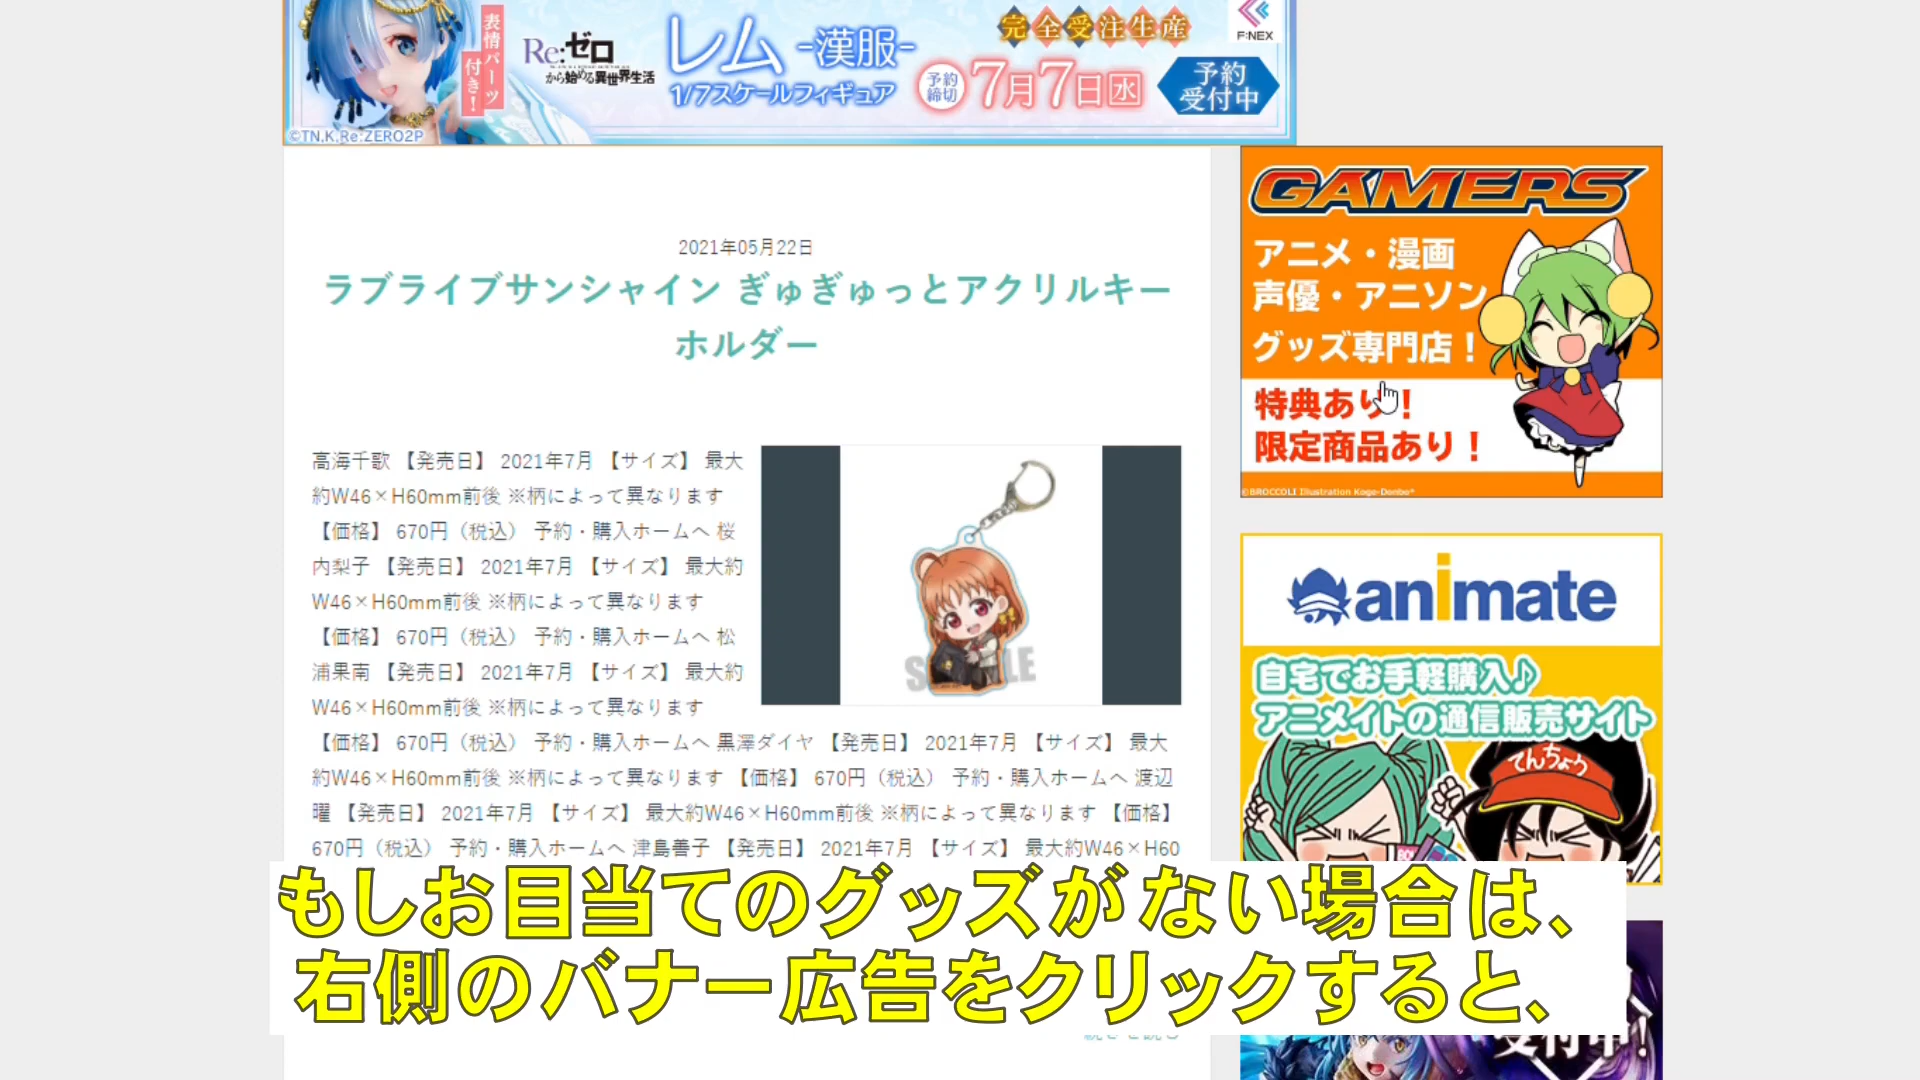 表情パーツ
付き!
Re:ゼロ
から始める異世界生活
レム -漢服-
1/7スケールフィギュア
完全受注生産
予約
締切
7月7日水
予約
受付中
F:NEX
©TN,K,Re:ZERO2P
2021年05月22日
ラブライブサンシャイン ぎゅぎゅっとアクリルキー
ホルダー
高海千歌 【発売日】 2021年7月 【サイズ】 最大
約W46×H60mm前後 ※柄によって異なります
【価格】 670円（税込） 予約・購入ホームへ 桜
内梨子 【発売日】 2021年7月 【サイズ】 最大約
W46×H60mm前後 ※柄によって異なります
【価格】 670円（税込） 予約・購入ホームへ 松
浦果南 【発売日】 2021年7月 【サイズ】 最大約
W46×H60mm前後 ※柄によって異なります
【価格】 670円（税込） 予約・購入ホームへ 黒澤ダイヤ 【発売日】 2021年7月 【サイズ】 最大
約W46×H60mm前後 ※柄によって異なります 【価格】 670円（税込） 予約・購入ホームへ 渡辺
曜 【発売日】 2021年7月 【サイズ】 最大約W46×H60mm前後 ※柄によって異なります 【価格】
670円（税込） 予約・購入ホームへ 津島善子 【発売日】 2021年7月 【サイズ】 最大約W46×H60
GAMERS
アニメ・漫画
声優・アニソン
グッズ専門店！
特典あり！
限定商品あり！
©BROCCOLI Illustration Koge-Donbo*
animate
自宅でお手軽購入♪
アニメイトの通信販売サイト
てんちょう
もしお目当てのグッズがない場合は、
右側のバナー広告をクリックすると、
受付中!